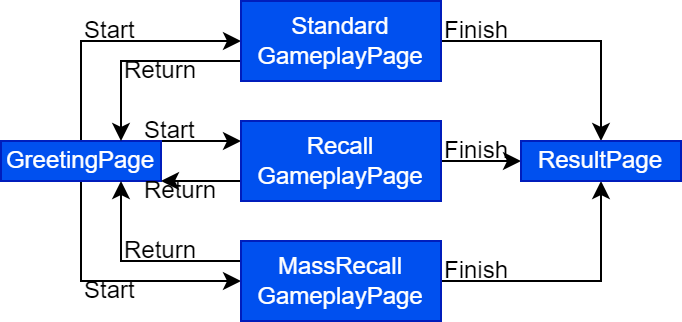 Start
Standard
GameplayPage
Finish
Return
GreetingPage
Start
Recall
GameplayPage
Finish
ResultPage
Return
Return
MassRecall
GameplayPage
Finish
Start